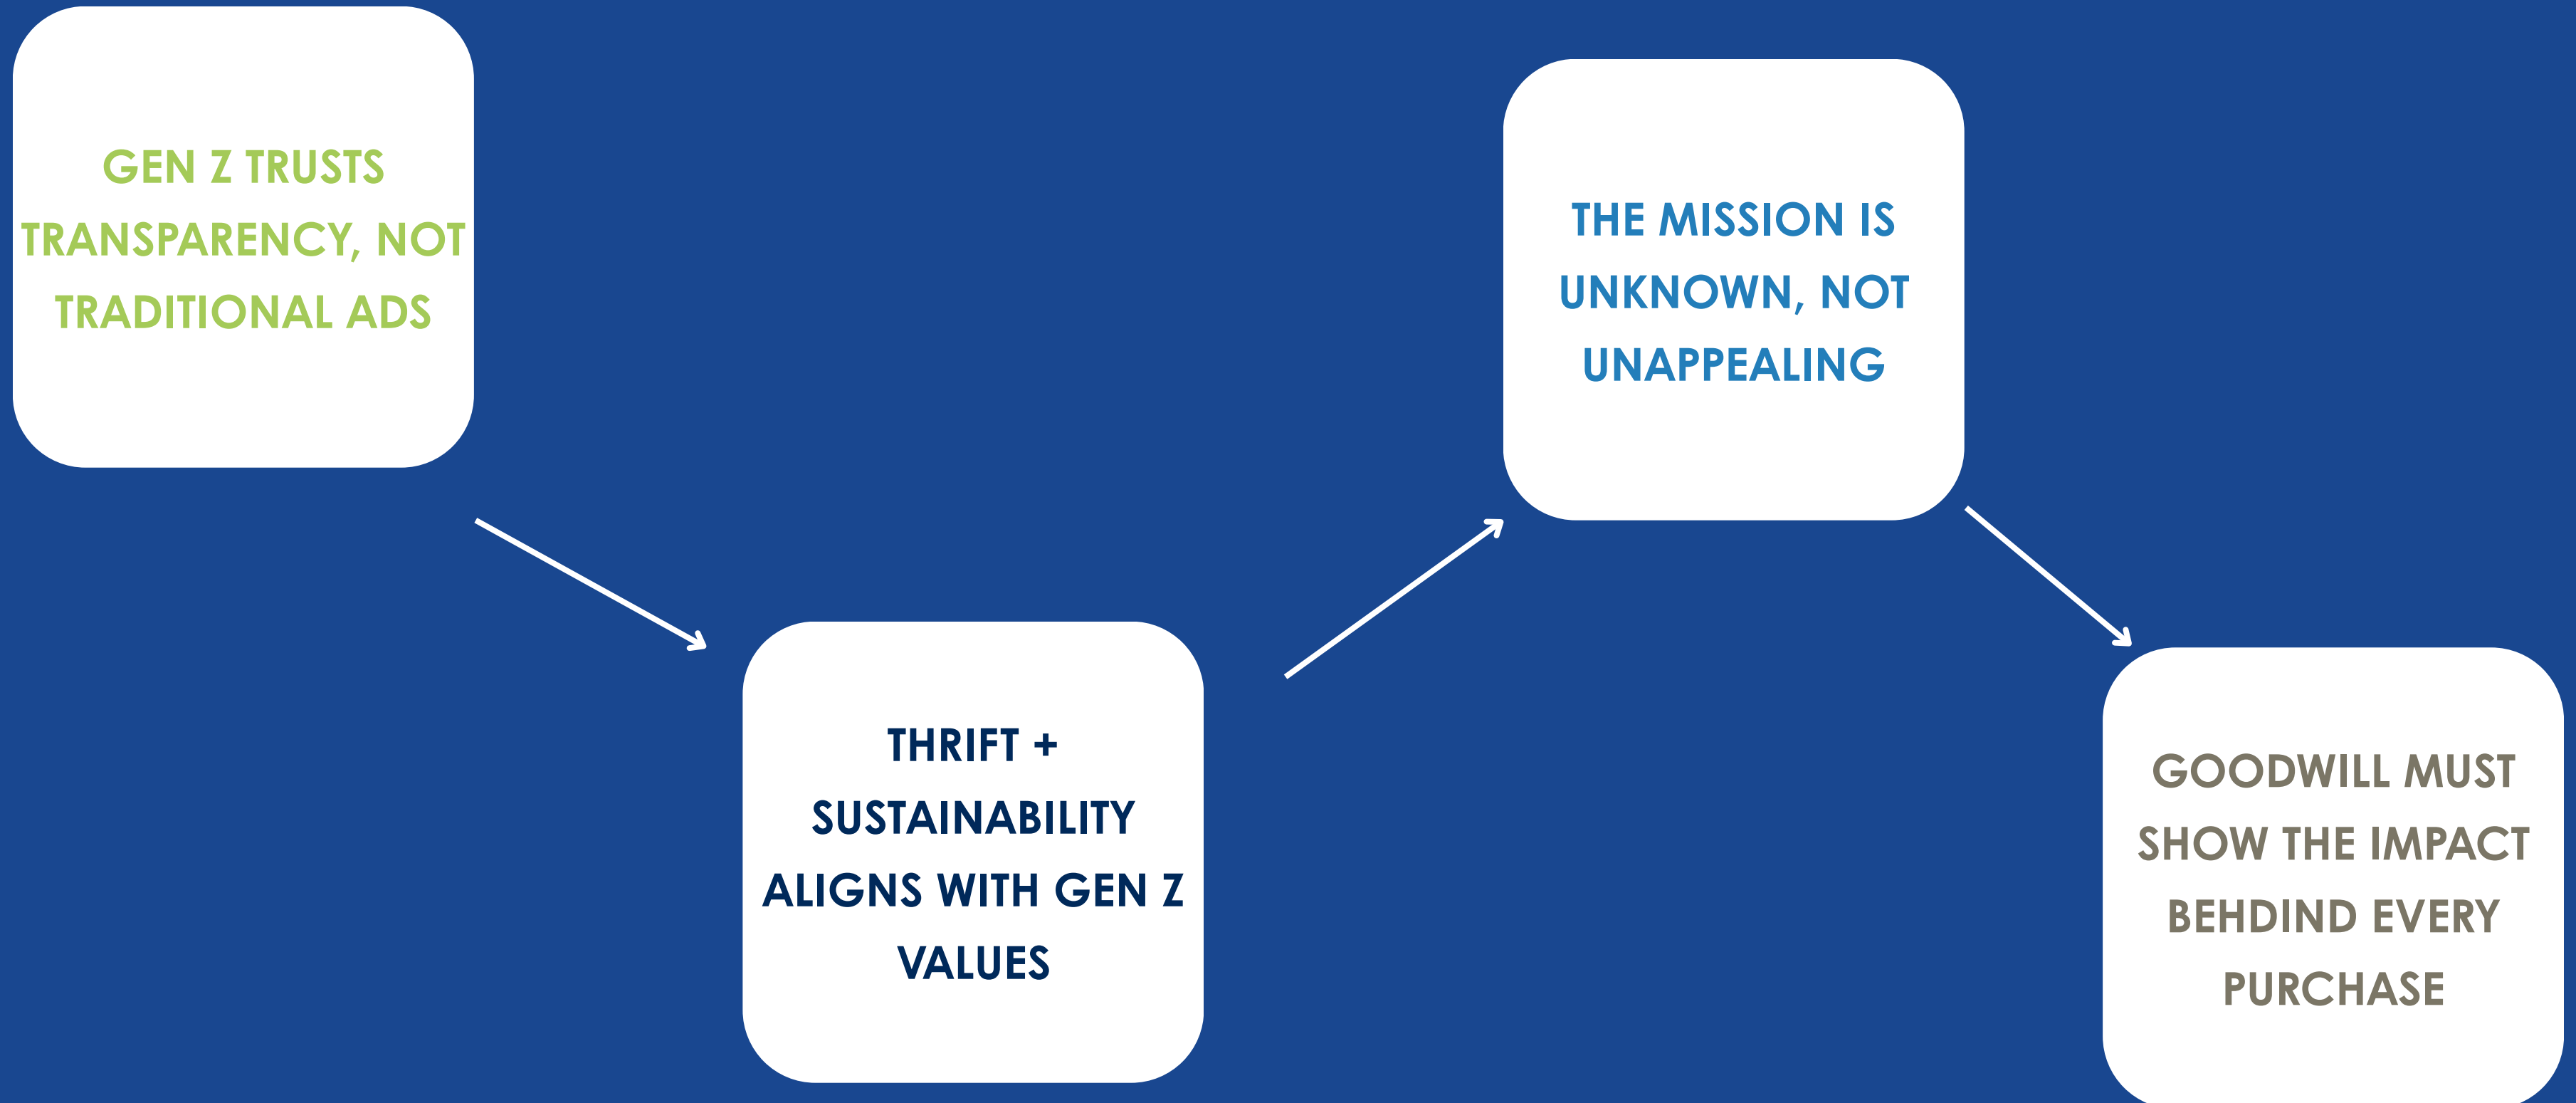 GEN Z TRUSTS
TRANSPARENCY, NOT
TRADITIONAL ADS
THRIFT +
SUSTAINABILITY
ALIGNS WITH GEN Z
VALUES
THE MISSION IS
UNKNOWN, NOT
UNAPPEALING
GOODWILL MUST
SHOW THE IMPACT
BEHDIND EVERY
PURCHASE